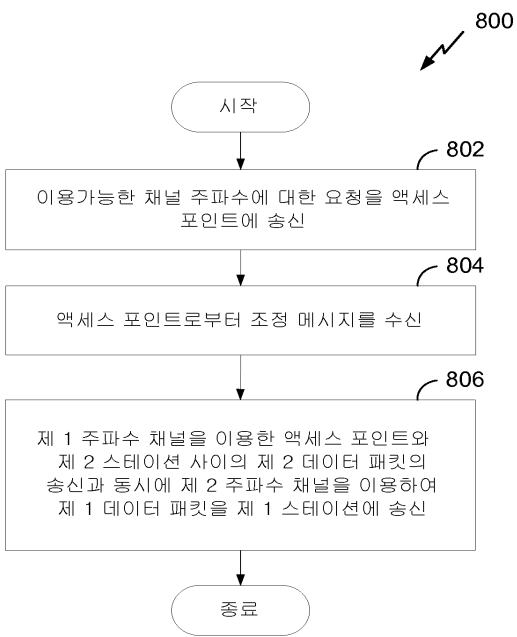 800
시작
802
이용가능한 채널 주파수에 대한 요청을 액세스
포인트에 송신
804
액세스 포인트로부터 조정 메시지를 수신
806
제 1 주파수 채널을 이용한 액세스 포인트와
제 2 스테이션 사이의 제 2 데이터 패킷의
송신과 동시에 제 2 주파수 채널을 이용하여
제 1 데이터 패킷을 제 1 스테이션에 송신
종료